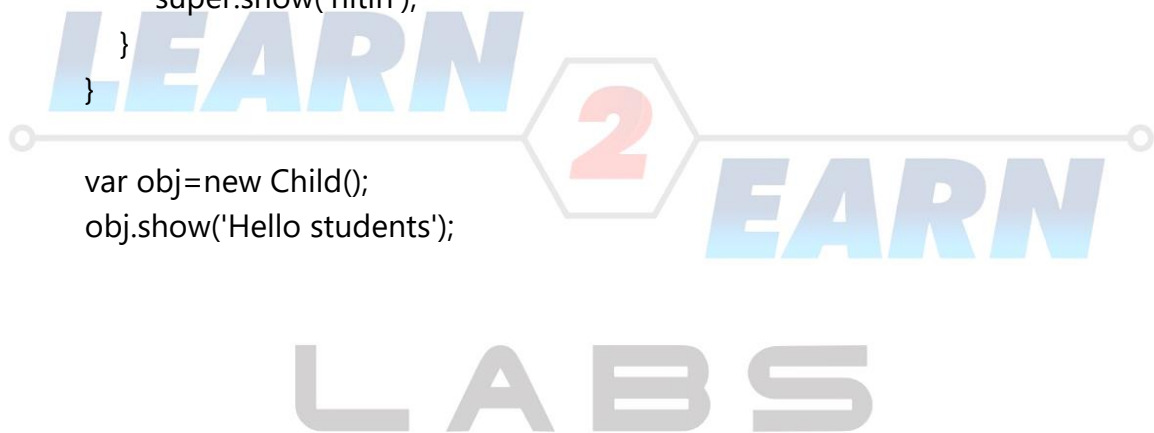 super.show('nitin');
}
}
LEARN
2
EARN
var obj=new Child();
obj.show('Hello students');
LABS